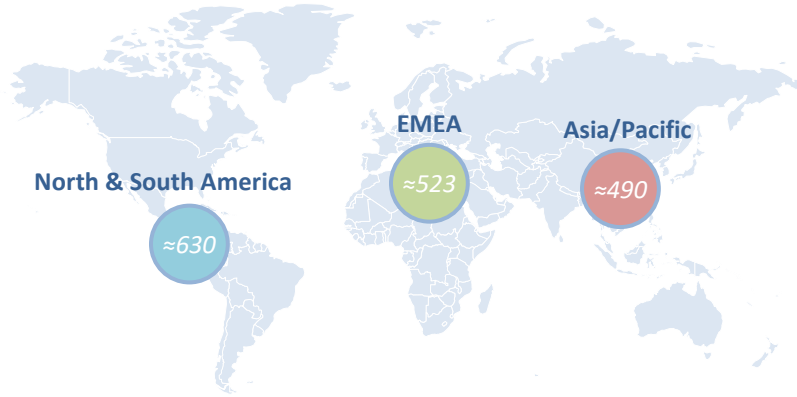 North & South America
≈630
EMEA
≈523
Asia/Pacific
≈490